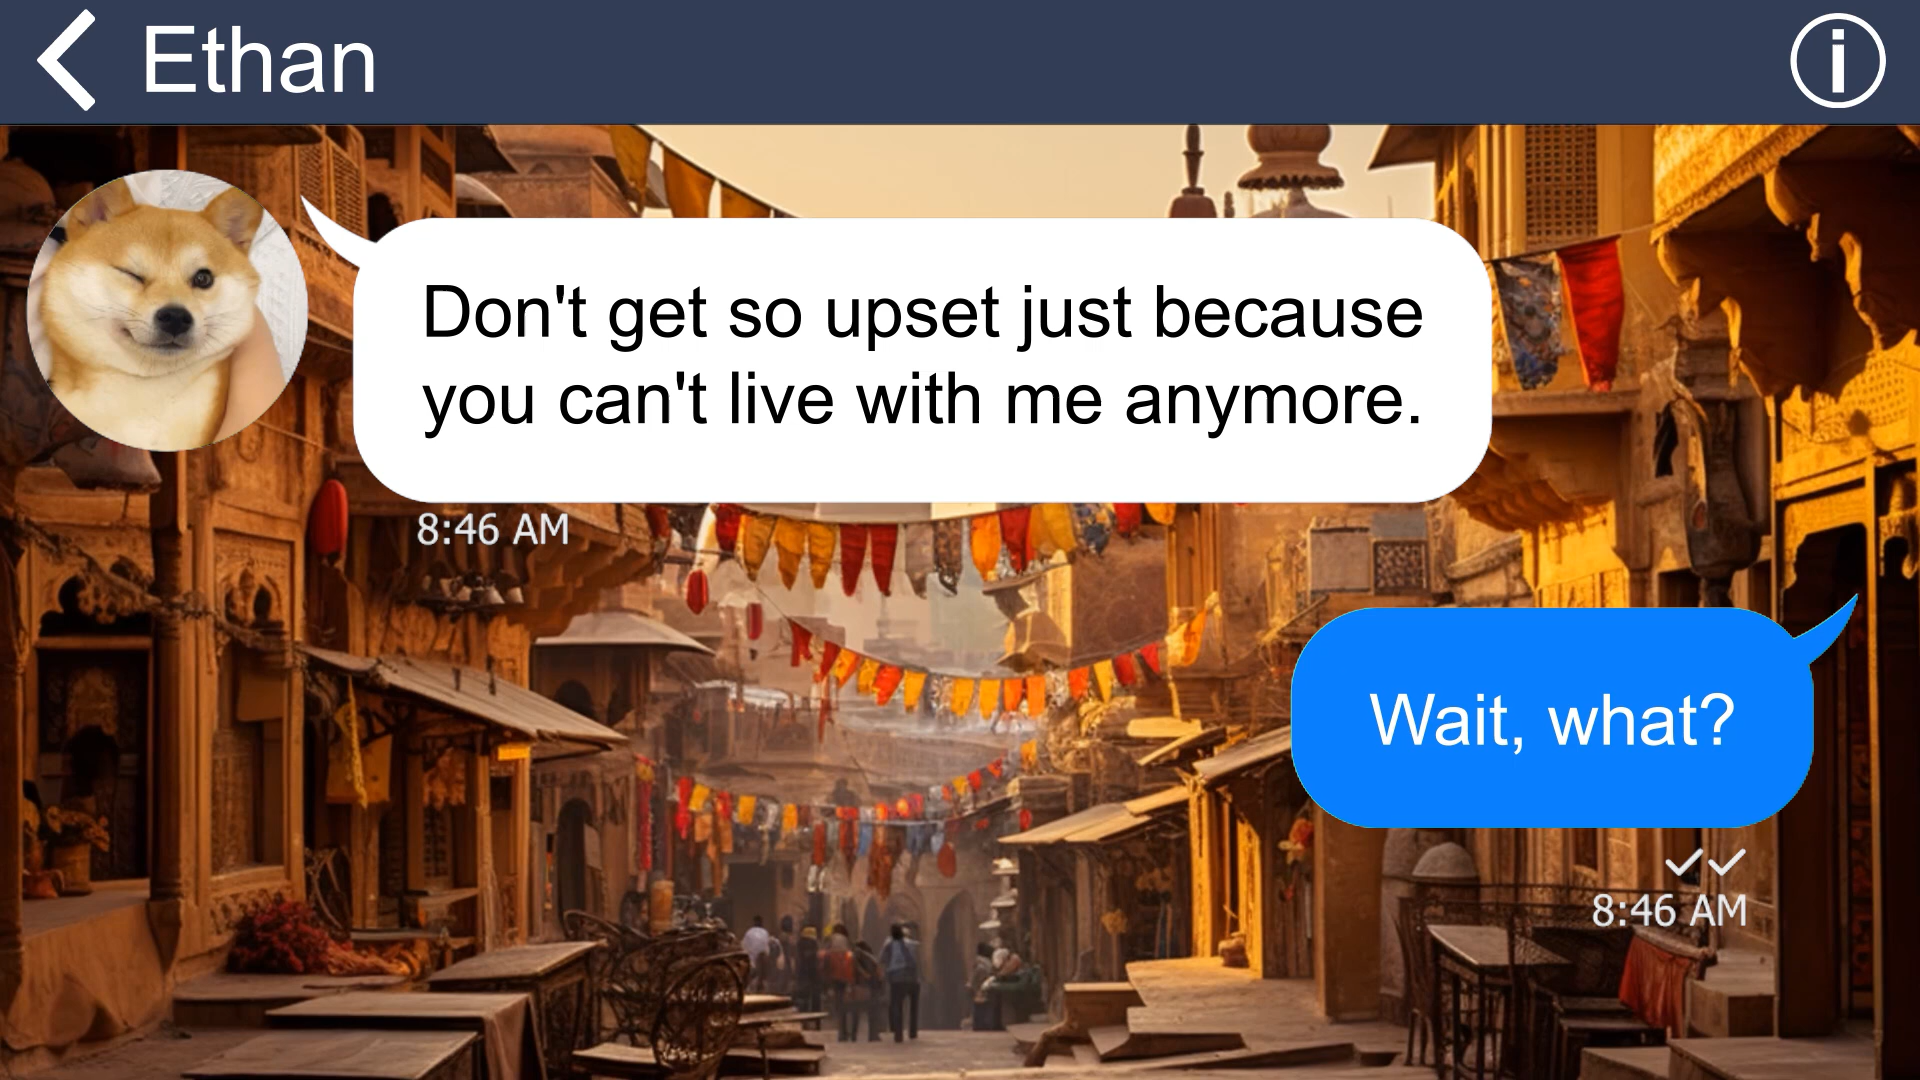 Ethan
Don't get so upset just because
you can't live with me anymore.
8:46 AM
Wait, what?
8:46 AM